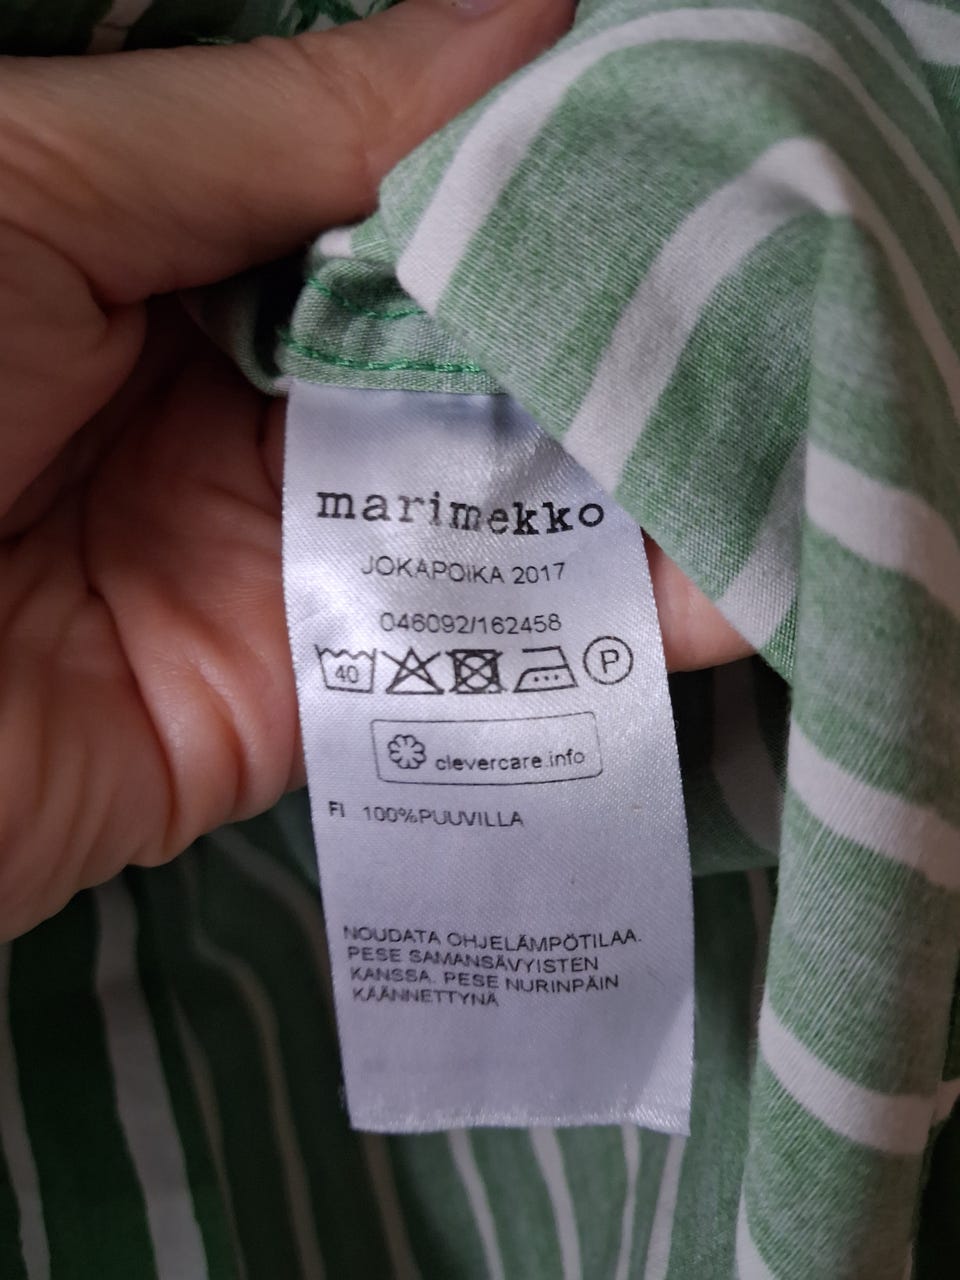 marimekko
JOKAPOIKA 2017
046092/162458
40 P
clevercare.info
FI 100%PUUVILLA
NOUDATA OHJELÄMPÖTILAA.
PESE SAMANSÄVYISTEN
KANSSA. PESE NURINPÄIN
KÄÄNNETTYNÄ